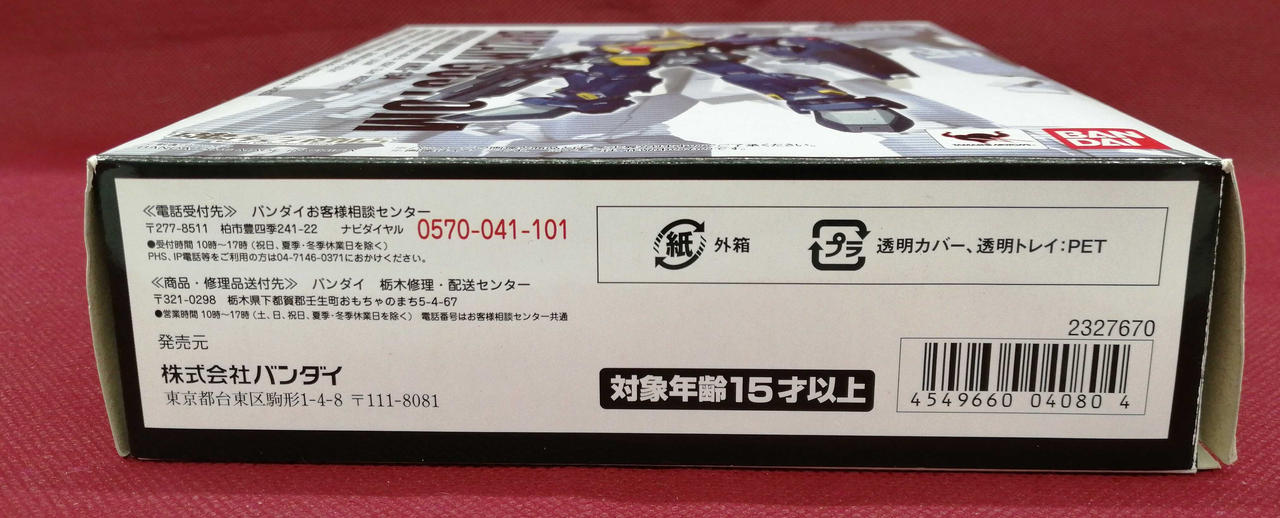 BAN
DAI
≪電話受付先≫ バンダイお客様相談センター
〒277-8511 柏市豊四季241-22 ナビダイヤル 0570-041-101
●受付時間 10時〜17時(祝日、夏季・冬季休業日を除く)
PHS、IP電話等をご利用の方は04-7146-0371におかけください。
≪商品・修理品送付先≫ バンダイ 栃木修理・配送センター
〒321-0298 栃木県下都賀郡壬生町おもちゃのまち5-4-67
●営業時間 10時〜17時(土、日、祝日、夏季・冬季休業日を除く) 電話番号はお客様相談センター共通
発売元
株式会社バンダイ
東京都台東区駒形1-4-8 〒111-8081
紙 外箱
プラ 透明カバー、透明トレイ:PET
対象年齢15才以上
2327670
4549660 04080 4